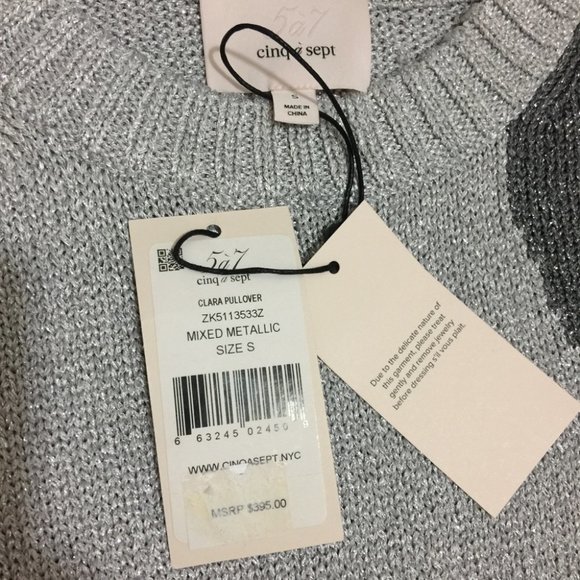 5à7
cinq à sept
S
MADE IN
CHINA
5à7
cinq à sept
CLARA PULLOVER
ZK5113533Z
MIXED METALLIC
SIZE S
6 63245 02450 9
WWW.CINQASEPT.NYC
MSRP $395.00
Due to the delicate nature of
this garment, please treat
gently and remove jewelry
before dressing s'il vous plait.